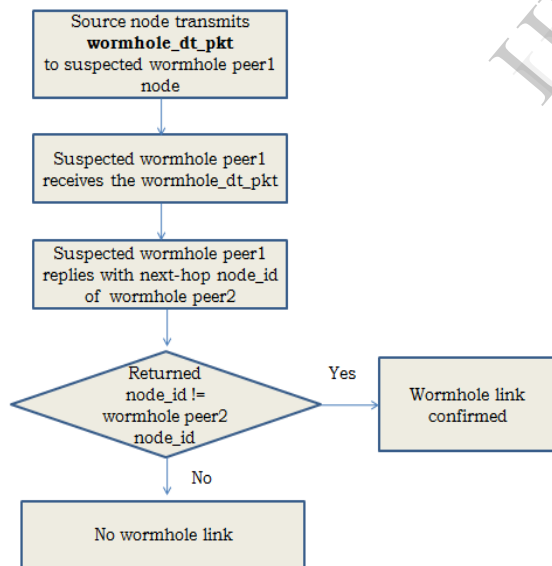 Source node transmits
wormhole_dt_pkt
to suspected wormhole peer1
node
Suspected wormhole peer1
receives the wormhole_dt_pkt
Suspected wormhole peer1
replies with next-hop node_id
of wormhole peer2
Returned
node_id !=
wormhole peer2
node_id
Yes
Wormhole link
confirmed
No
No wormhole link